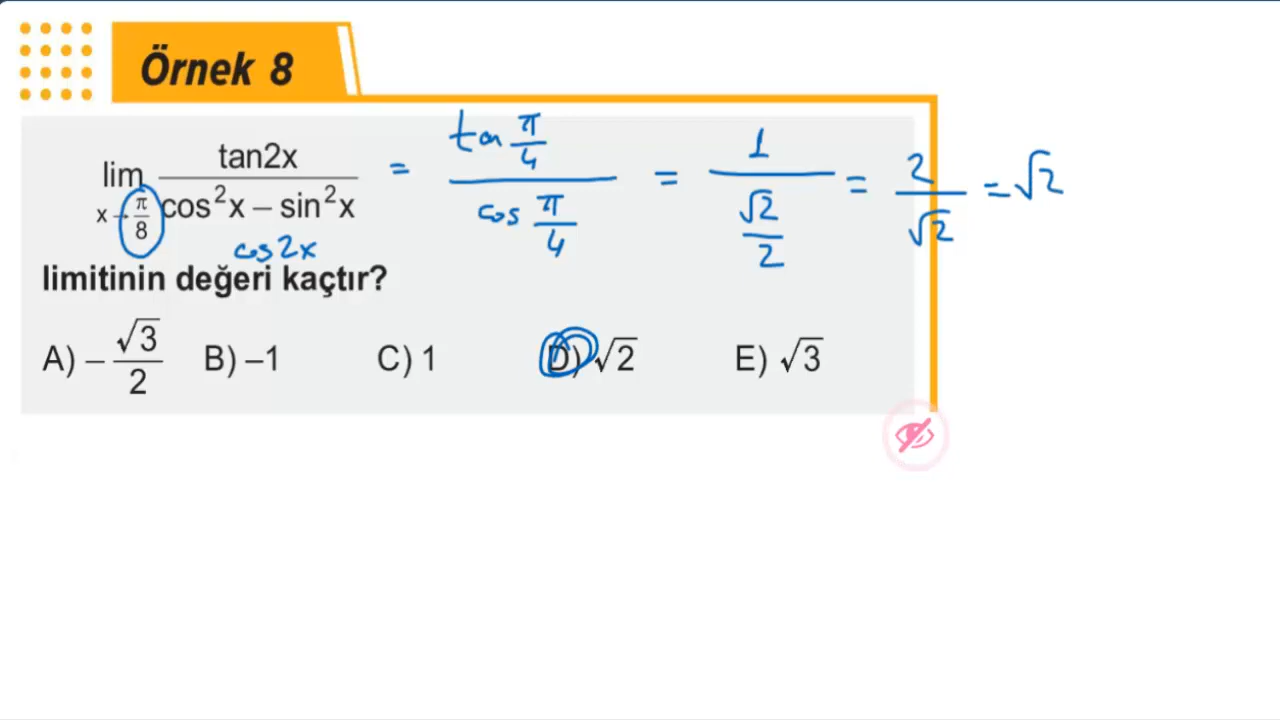 Örnek 8
lim x→π/8 tan2x / cos²x – sin²x = tan π/4 / cos π/4 = 1 / √2/2 = 2/√2 = √2
cos2x
limitinin değeri kaçtır?
A) – √3/2 B) –1 C) 1 D) √2 E) √3